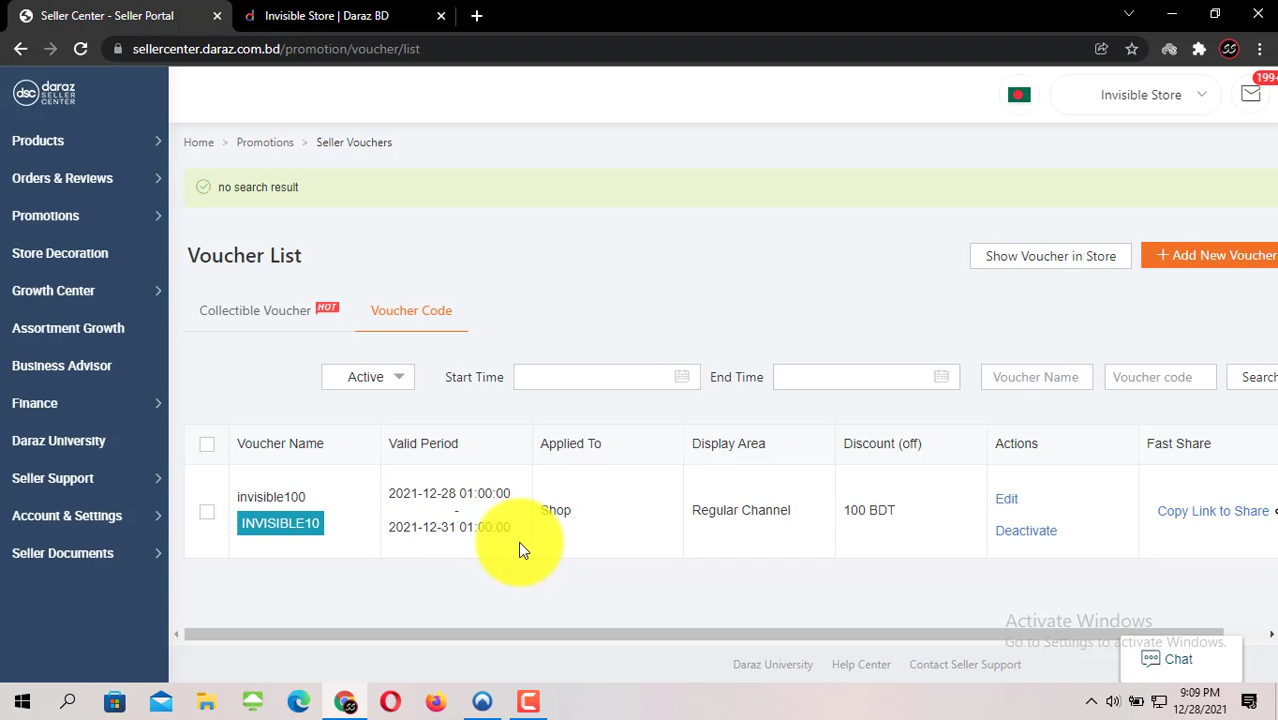 Seller Center - Seller Portal
Invisible Store | Daraz BD
sellercenter.daraz.com.bd/promotion/voucher/list
dsc daraz SELLER CENTER
Invisible Store
199+
Products
Orders & Reviews
Promotions
Store Decoration
Growth Center
Assortment Growth
Business Advisor
Finance
Daraz University
Seller Support
Account & Settings
Seller Documents
Home > Promotions > Seller Vouchers
no search result
Voucher List
Show Voucher in Store
+ Add New Voucher
Collectible Voucher HOT
Voucher Code
Active
Start Time
End Time
Voucher Name
Voucher code
Search
Voucher Name Valid Period Applied To Display Area Discount (off) Actions Fast Share
invisible100
INVISIBLE10
2021-12-28 01:00:00
-
2021-12-31 01:00:00
Shop
Regular Channel
100 BDT
Edit
Deactivate
Copy Link to Share
Activate Windows
Go to Settings to activate Windows.
Daraz University Help Center Contact Seller Support
Chat
9:09 PM
12/28/2021